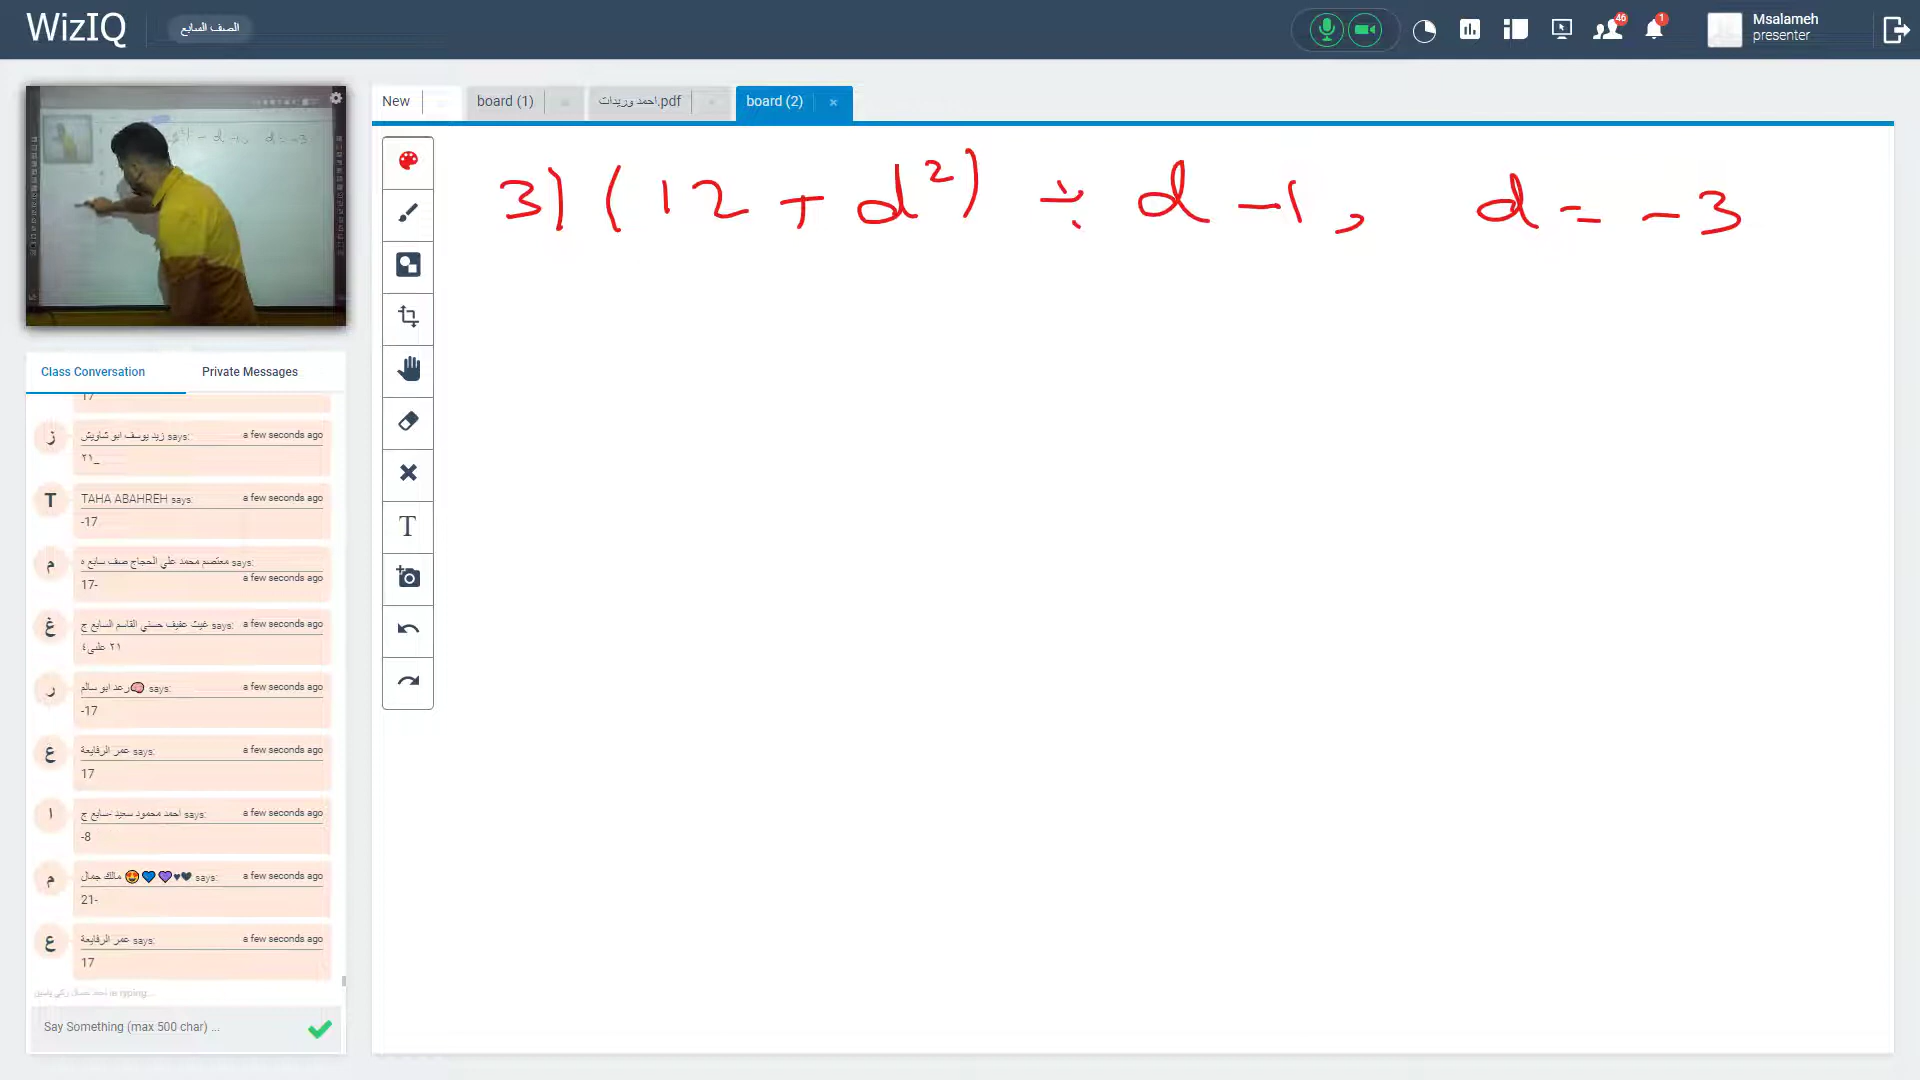 WizIQ
الصف السابع
46
1
Msalameh
presenter
New
board (1)
احمد وريدات.pdf
board (2)
3) (12 + d²) ÷ d - 1, d = - 3
T
Class Conversation
Private Messages
17
ز
زيد يوسف ابو شاويش says:
a few seconds ago
٢١_
T
TAHA ABAHREH says:
a few seconds ago
-17
م
معتصم محمد علي الحجاج صف سابع ه says:
a few seconds ago
17-
غ
غيث عفيف حسني القاسم السابع ج says:
a few seconds ago
٢١ على٤
ر
رعد ابو سالم says:
a few seconds ago
-17
ع
عمر الرفايعة says:
a few seconds ago
17
ا
احمد محمود سعيد -سابع ج says:
a few seconds ago
-8
م
مالك جمال 😍💙💜♥🖤 says:
a few seconds ago
21-
ع
عمر الرفايعة says:
a few seconds ago
17
is typing...
Say Something (max 500 char) ...